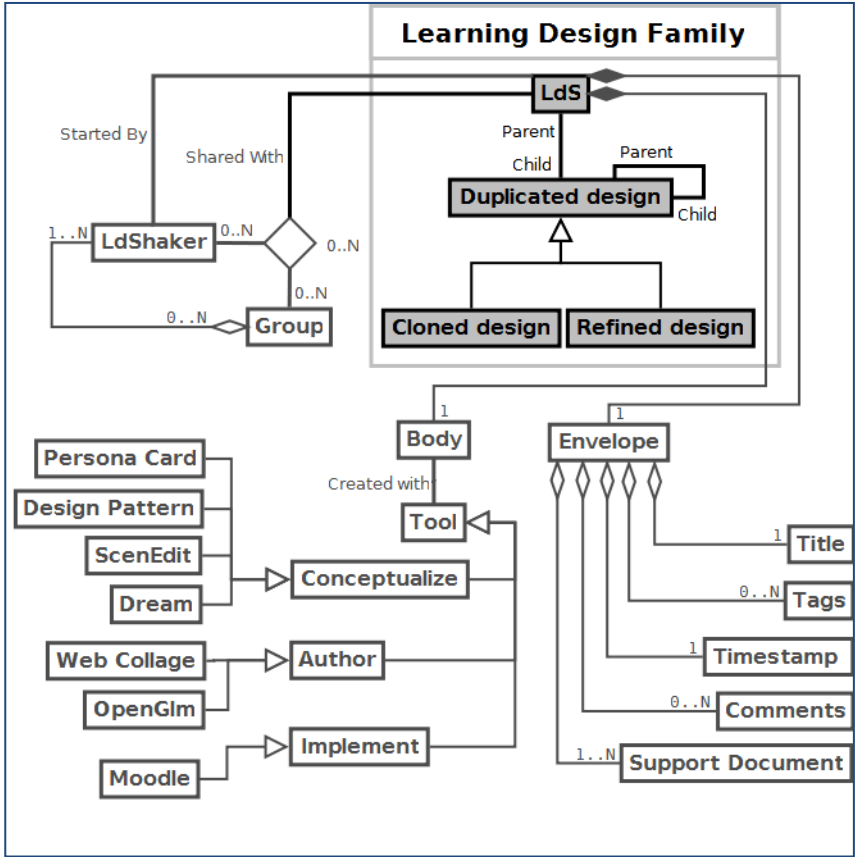 Learning Design Family
LdS
Started By
Parent
Shared With
Child
Parent
Duplicated design
Child
1..N
LdShaker
0..N
0..N
0..N
0..N
Group
Cloned design
Refined design
1
1
Body
Envelope
Persona Card
Created with
Design Pattern
Tool
ScenEdit
1
Title
Conceptualize
Dream
0..N
Tags
Web Collage
Author
1
Timestamp
OpenGlm
0..N
Comments
Implement
1..N
Support Document
Moodle